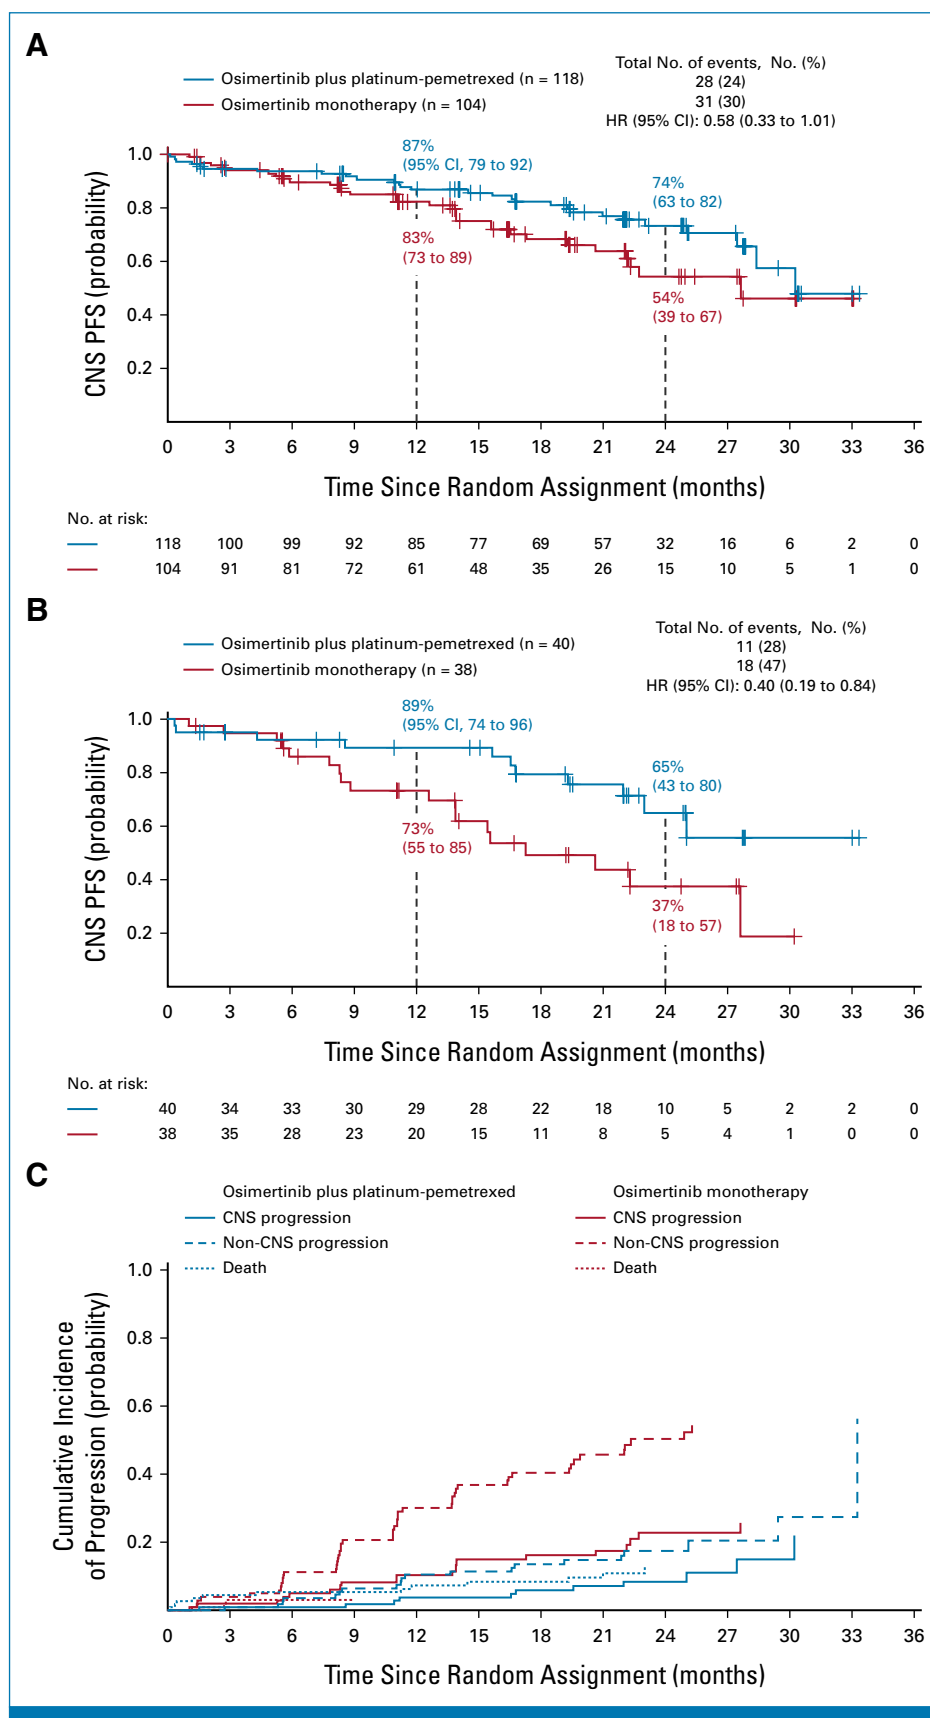 A
Osimertinib plus platinum-pemetrexed (n = 118)
Osimertinib monotherapy (n = 104)
Total No. of events, No. (%)
28 (24)
31 (30)
HR (95% CI): 0.58 (0.33 to 1.01)
87%
(95% CI, 79 to 92)
74%
(63 to 82)
83%
(73 to 89)
54%
(39 to 67)
1.0
0.8
0.6
0.4
0.2
CNS PFS (probability)
0 3 6 9 12 15 18 21 24 27 30 33 36
Time Since Random Assignment (months)
No. at risk:
118 100 99 92 85 77 69 57 32 16 6 2 0
104 91 81 72 61 48 35 26 15 10 5 1 0
B
Osimertinib plus platinum-pemetrexed (n = 40)
Osimertinib monotherapy (n = 38)
Total No. of events, No. (%)
11 (28)
18 (47)
HR (95% CI): 0.40 (0.19 to 0.84)
89%
(95% CI, 74 to 96)
65%
(43 to 80)
73%
(55 to 85)
37%
(18 to 57)
1.0
0.8
0.6
0.4
0.2
CNS PFS (probability)
0 3 6 9 12 15 18 21 24 27 30 33 36
Time Since Random Assignment (months)
No. at risk:
40 34 33 30 29 28 22 18 10 5 2 2 0
38 35 28 23 20 15 11 8 5 4 1 0 0
C
Osimertinib plus platinum-pemetrexed
CNS progression
Non-CNS progression
Death
Osimertinib monotherapy
CNS progression
Non-CNS progression
Death
1.0
0.8
0.6
0.4
0.2
Cumulative Incidence
of Progression (probability)
0 3 6 9 12 15 18 21 24 27 30 33 36
Time Since Random Assignment (months)